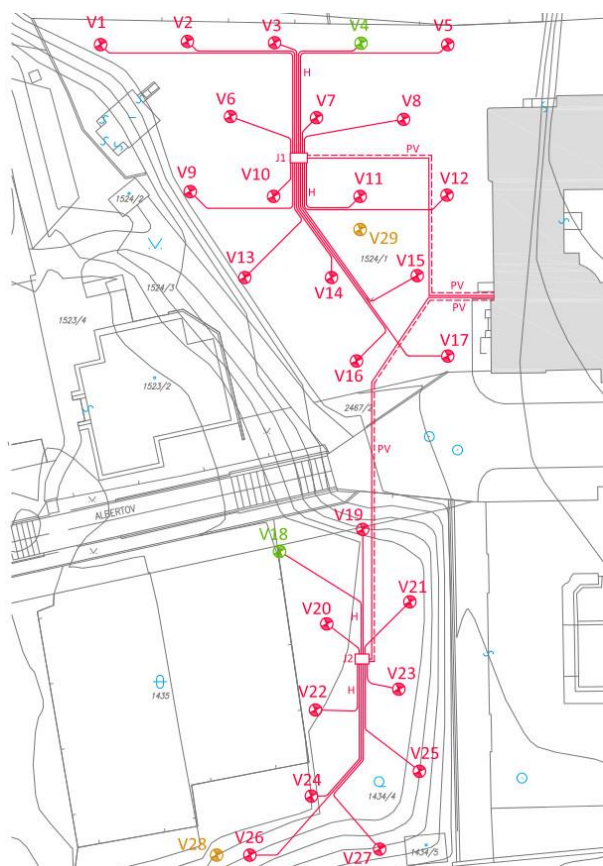 V1 V2 V3 V4 V5
H
V6 V7 V8
J1 PV
V9 V10 H V11 V12
1524/2
V29
V13 V14 1524/1 V15
1524/3 PV
PV
1523/4
V16 V17
1523/2
2467/2
PV
ALBERTOV
V19
V18
V21
V20 H
J2
1435 V22 H V23
V25
V24 1434/4
V28 V26 V27 1434/5